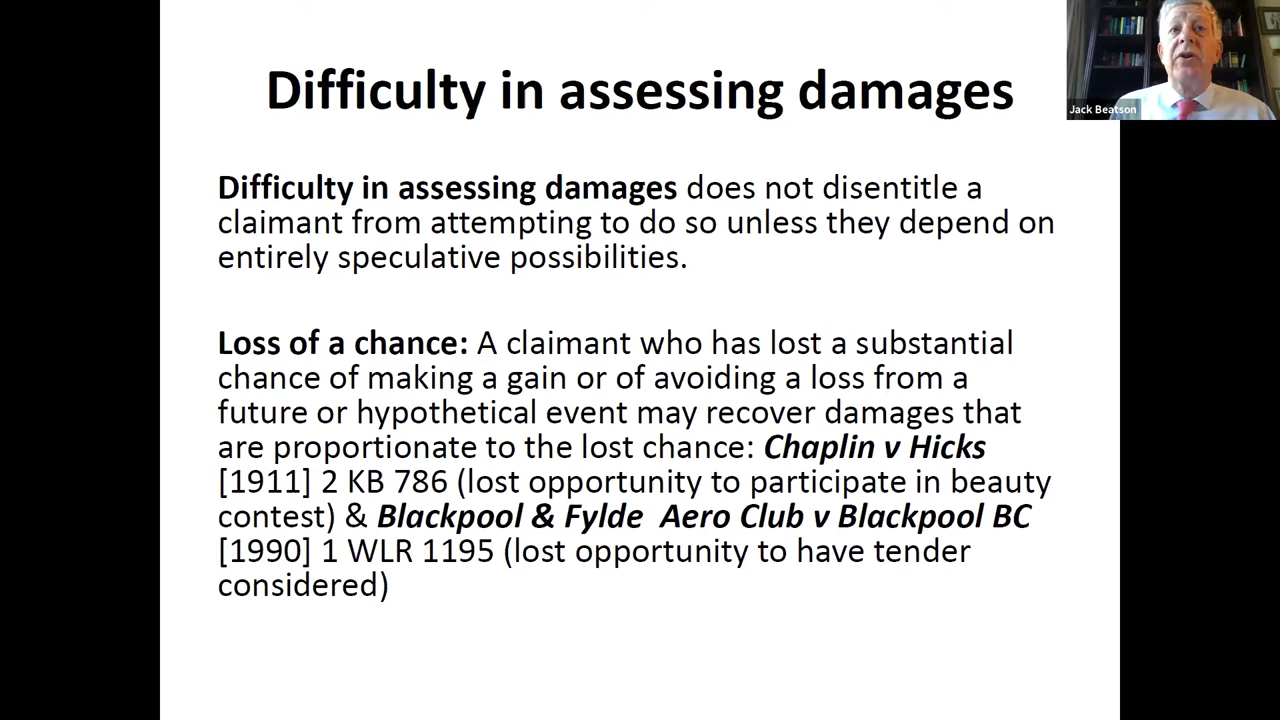 Difficulty in assessing damages
Jack Beatson
Difficulty in assessing damages does not disentitle a
claimant from attempting to do so unless they depend on
entirely speculative possibilities.
Loss of a chance: A claimant who has lost a substantial
chance of making a gain or of avoiding a loss from a
future or hypothetical event may recover damages that
are proportionate to the lost chance: Chaplin v Hicks
[1911] 2 KB 786 (lost opportunity to participate in beauty
contest) & Blackpool & Fylde  Aero Club v Blackpool BC
[1990] 1 WLR 1195 (lost opportunity to have tender
considered)